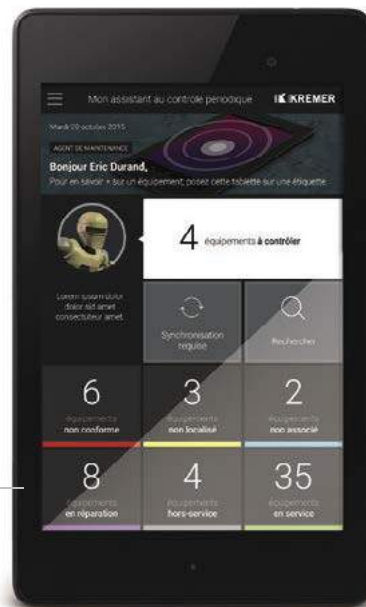 Mon assistant au controle periodique
KREMER
Mardi 20 octobre 2015
AGENT DE MAINTENANCE
Bonjour Eric Durand,
Pour en savoir + sur un équipement, posez cette tablette sur une étiquette
4 équipements à contrôler
Lorem ipsum dolor
dolor sid amet
consectuteur amet
Synchronisation
requise
Rechercher
6
équipements
non conforme
3
équipements
non localisé
2
équipements
non associé
8
équipements
en réparation
4
équipements
hors-service
35
équipements
en service